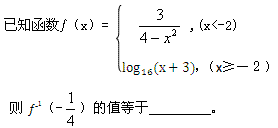 已知函数f（x）= { 3/(4－x²) ,(x<-2)
log₁₆(x＋3)，（x≥－2）
则 f⁻¹（-1/4）的值等于________。